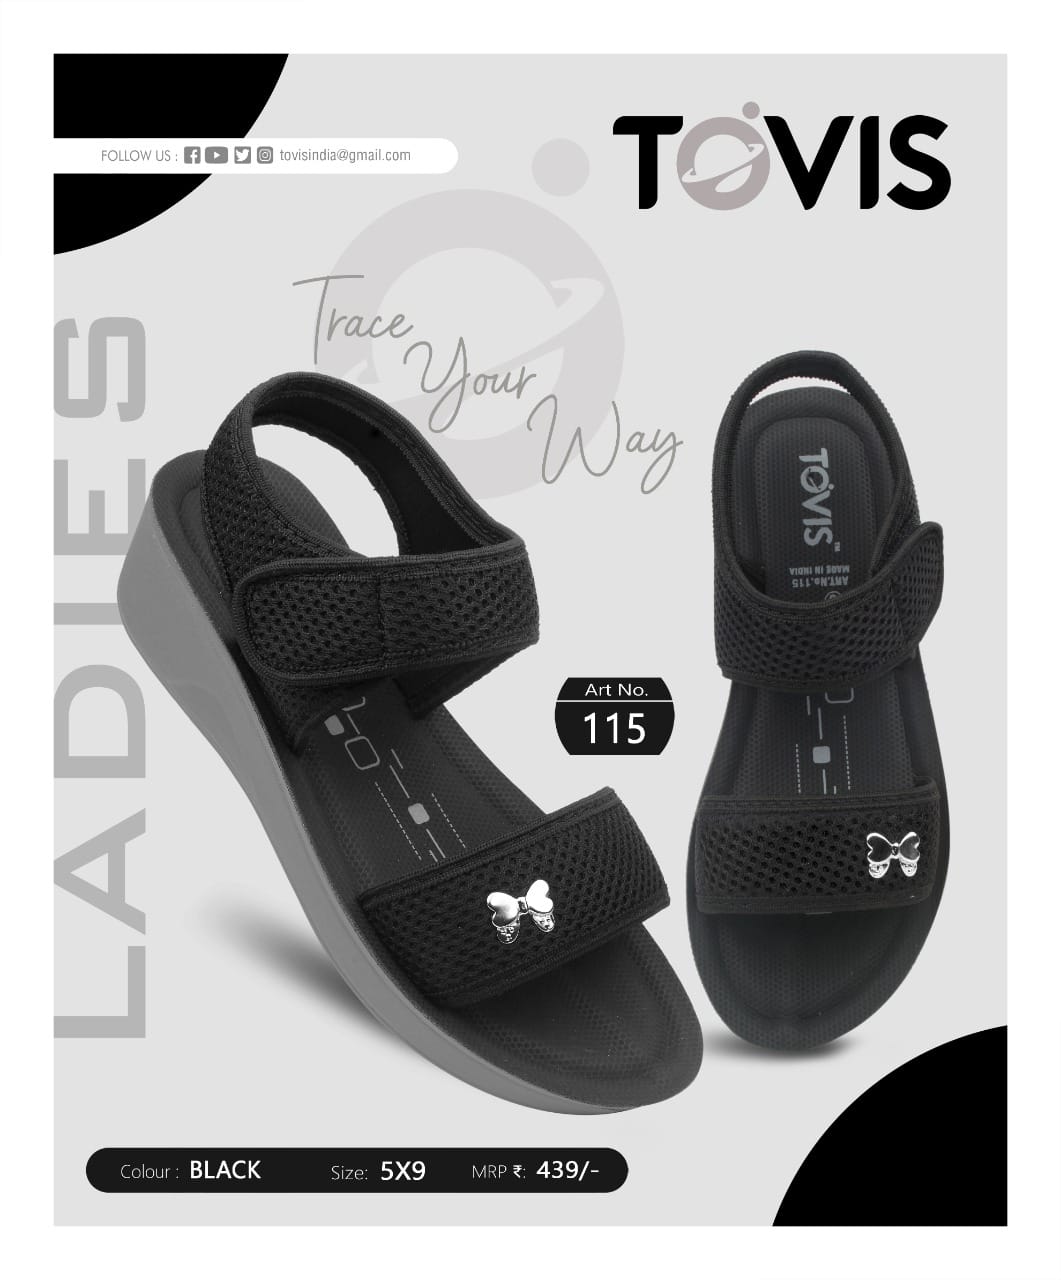 FOLLOW US : tovisindia@gmail.com
TOVIS
Trace
Your
Way
LADIES
TOVIS
TM
MADE IN INDIA
ART.No.115
Art No.
115
Colour : BLACK Size: 5X9 MRP ₹: 439/-